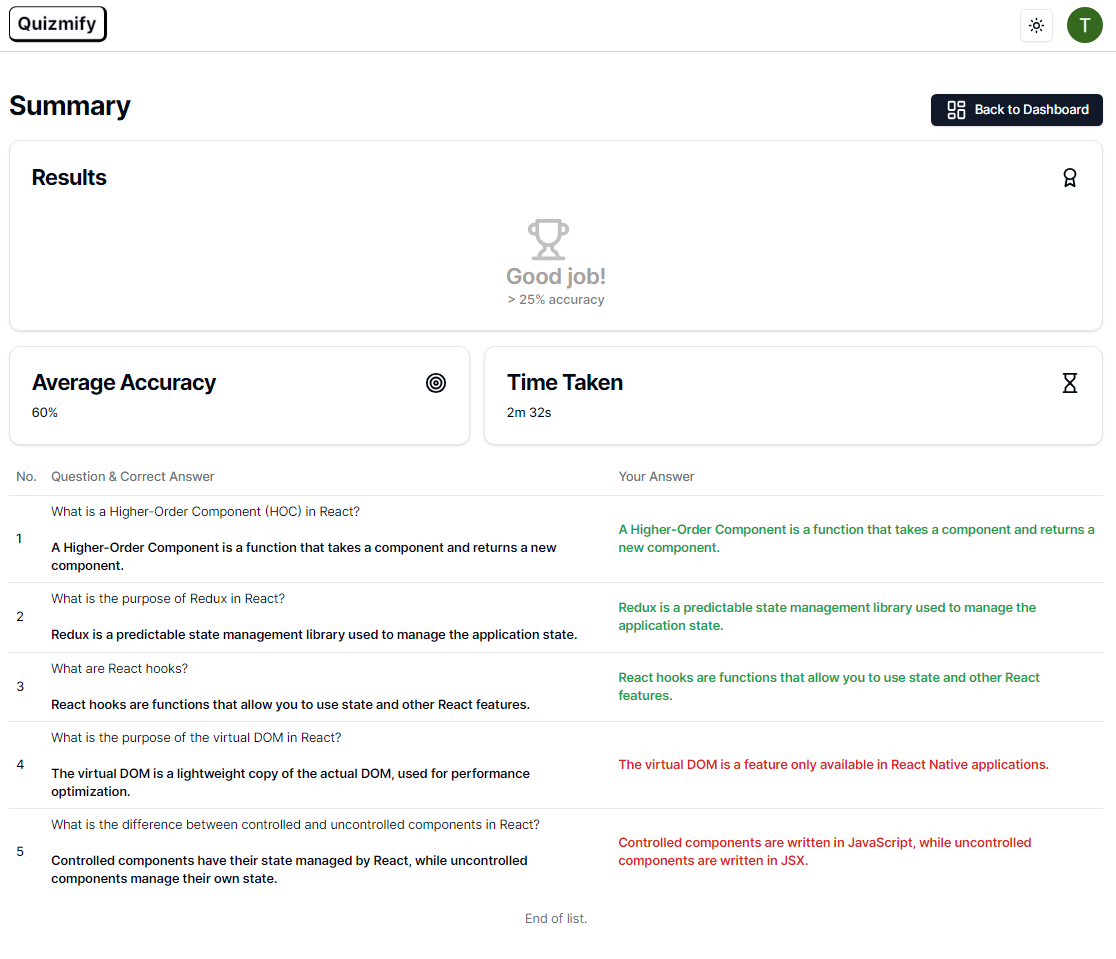 Quizmify
T
Summary
Back to Dashboard
Results
Good job!
> 25% accuracy
Average Accuracy
60%
Time Taken
2m 32s
No. Question & Correct Answer Your Answer
1
What is a Higher-Order Component (HOC) in React?
A Higher-Order Component is a function that takes a component and returns a new
component.
A Higher-Order Component is a function that takes a component and returns a
new component.
2
What is the purpose of Redux in React?
Redux is a predictable state management library used to manage the application state.
Redux is a predictable state management library used to manage the
application state.
3
What are React hooks?
React hooks are functions that allow you to use state and other React features.
React hooks are functions that allow you to use state and other React
features.
4
What is the purpose of the virtual DOM in React?
The virtual DOM is a lightweight copy of the actual DOM, used for performance
optimization.
The virtual DOM is a feature only available in React Native applications.
5
What is the difference between controlled and uncontrolled components in React?
Controlled components have their state managed by React, while uncontrolled
components manage their own state.
Controlled components are written in JavaScript, while uncontrolled
components are written in JSX.
End of list.